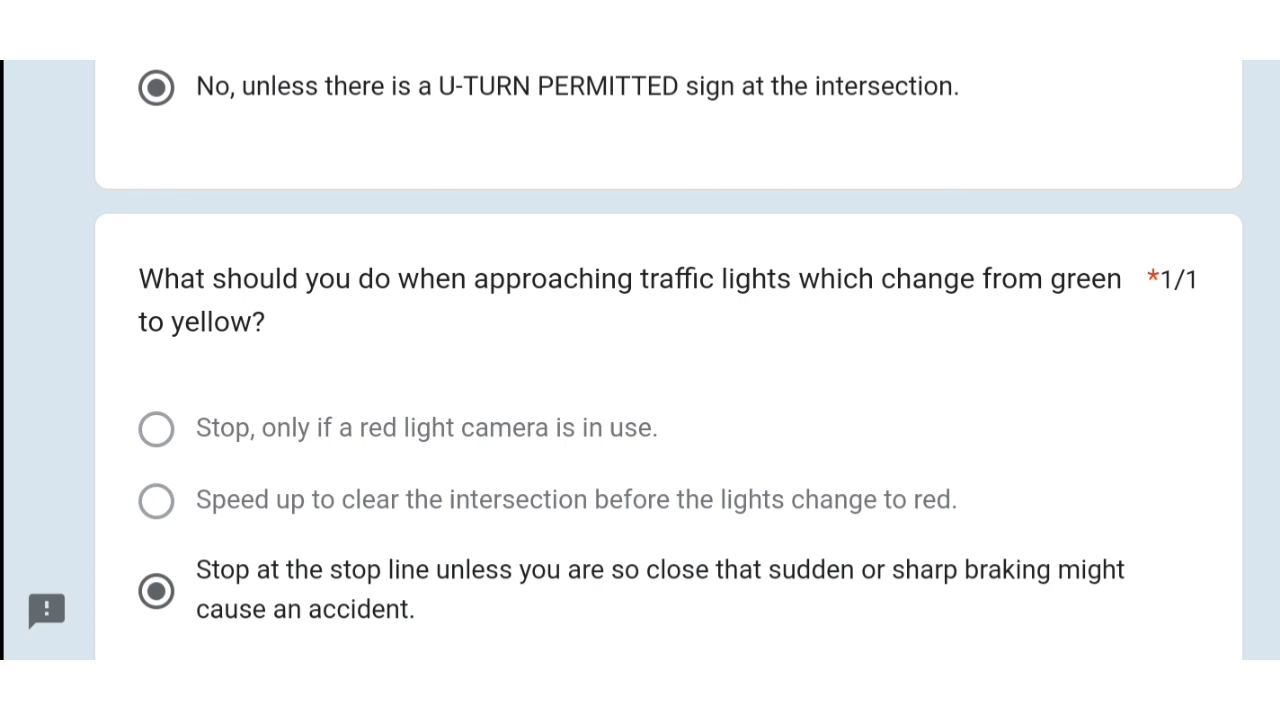 No, unless there is a U-TURN PERMITTED sign at the intersection.
What should you do when approaching traffic lights which change from green *1/1
to yellow?
Stop, only if a red light camera is in use.
Speed up to clear the intersection before the lights change to red.
Stop at the stop line unless you are so close that sudden or sharp braking might
cause an accident.